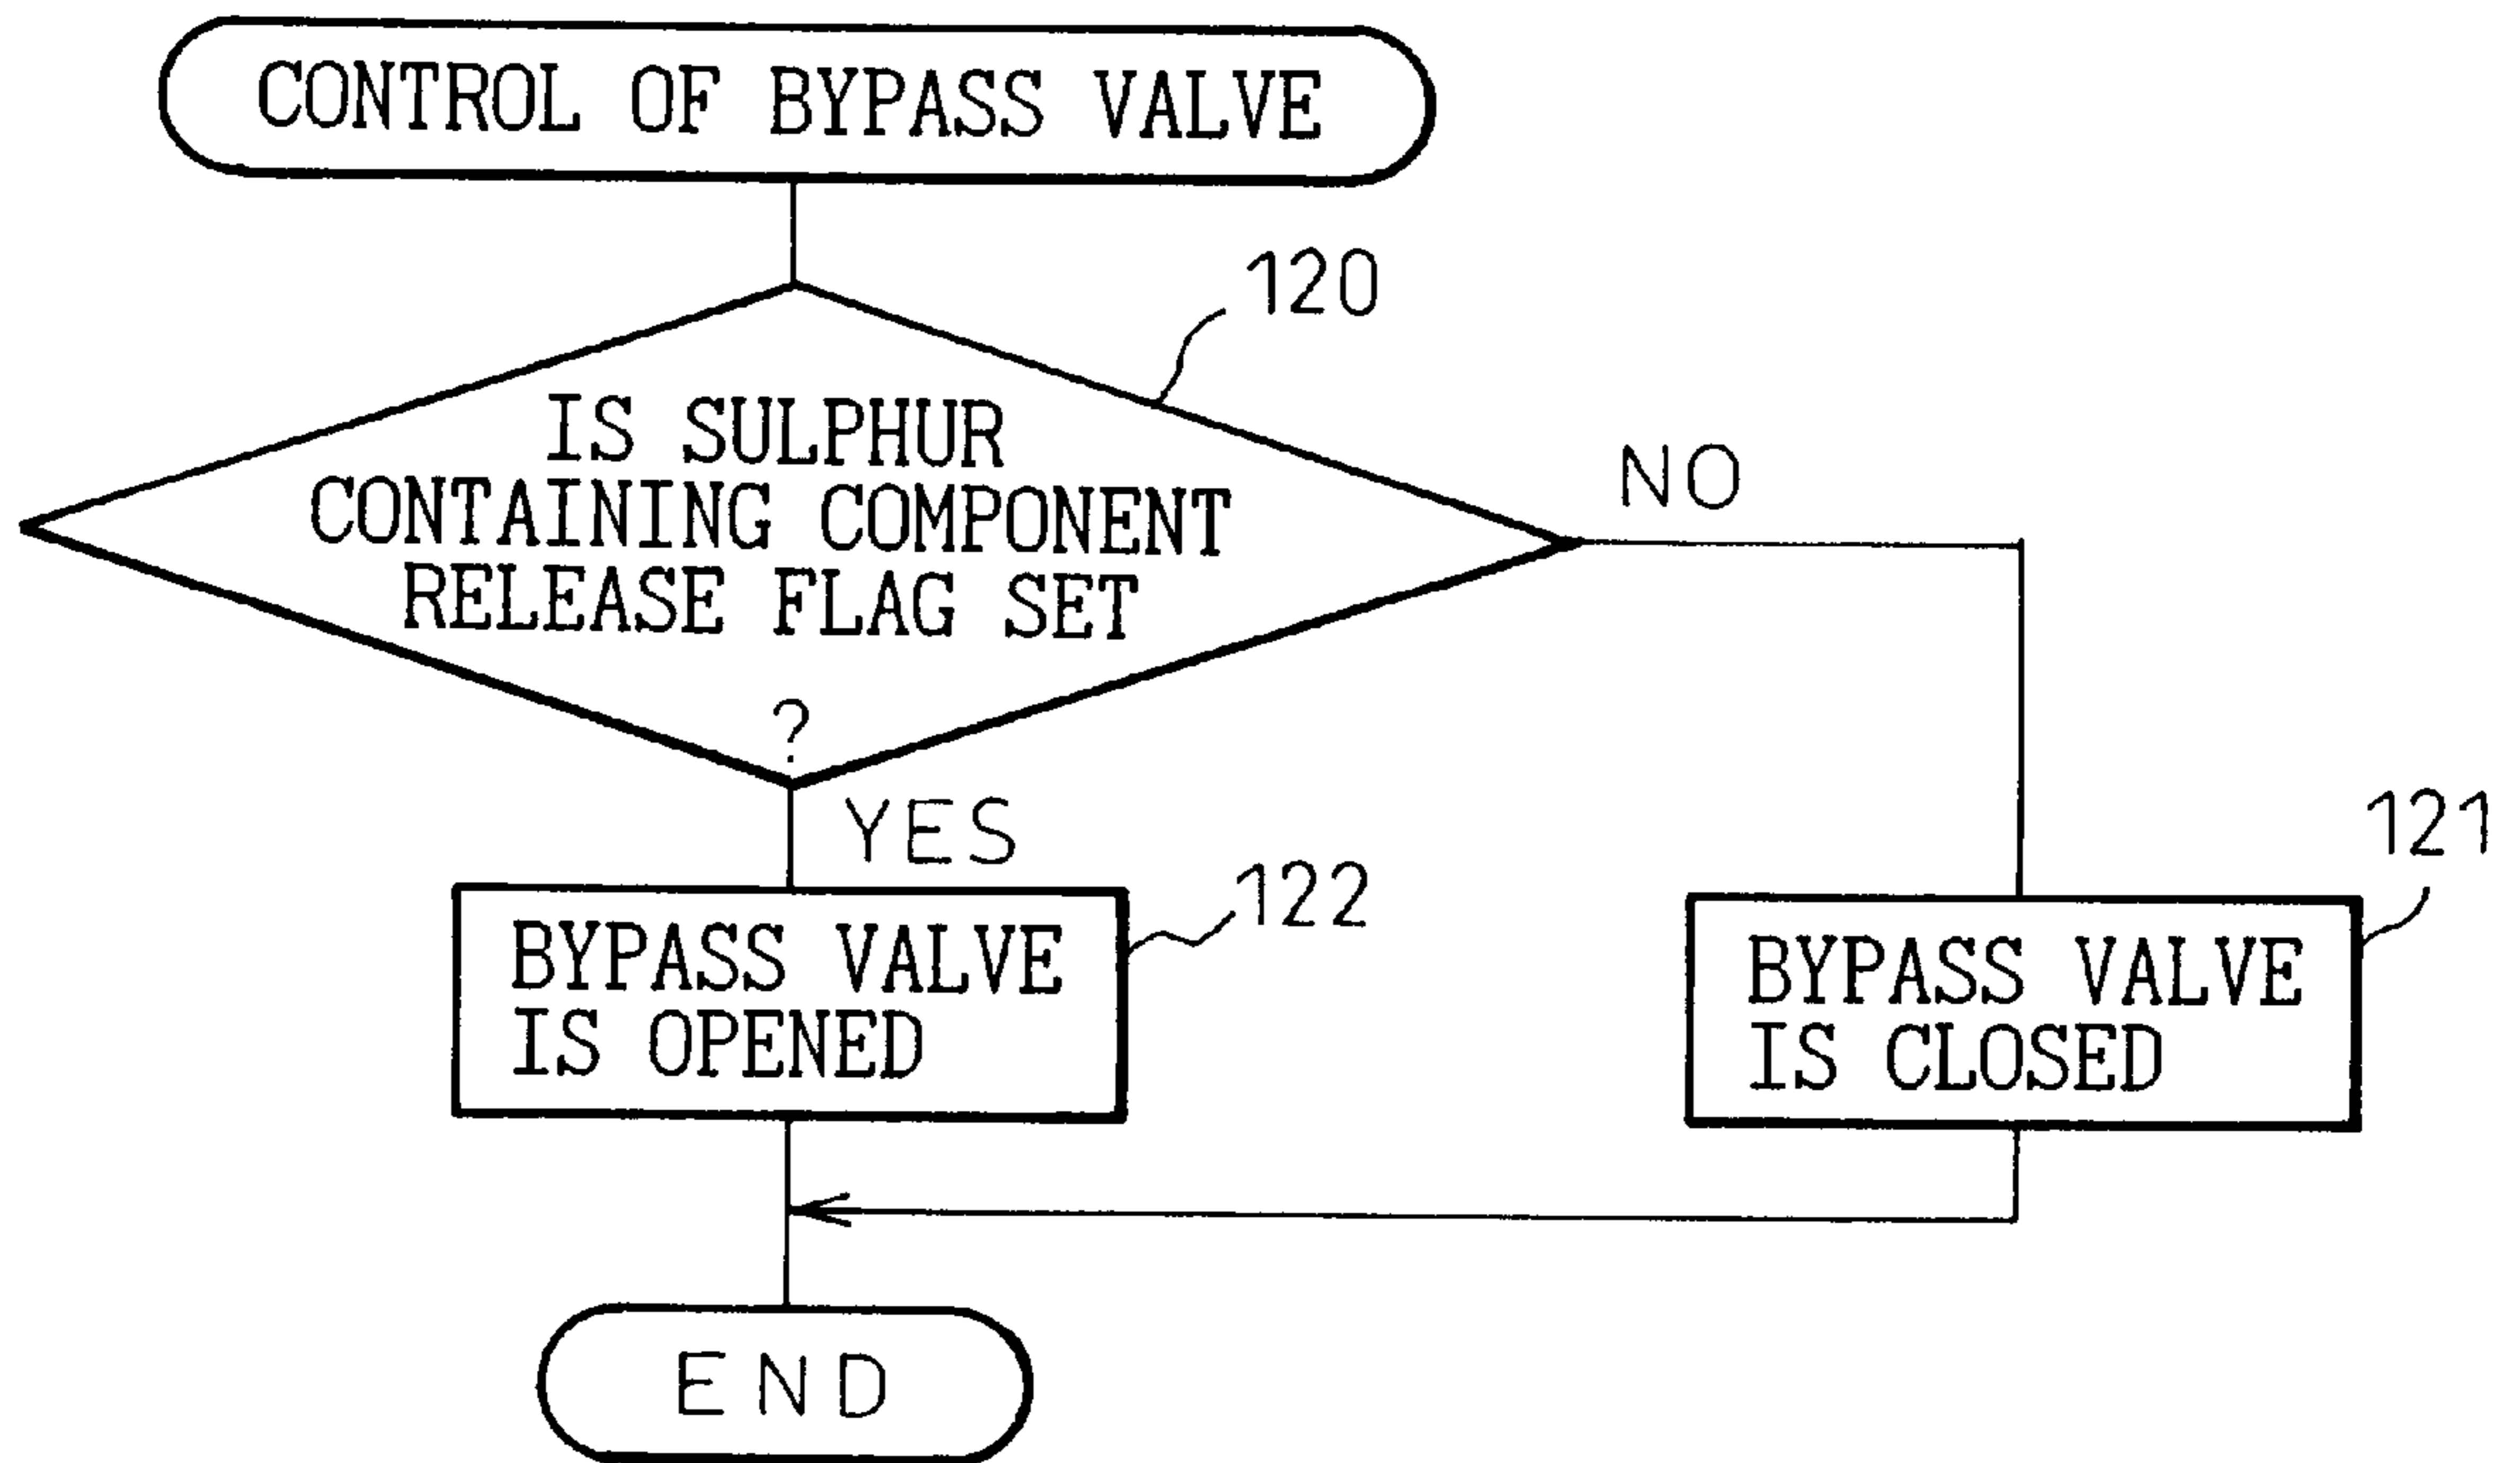 CONTROL OF BYPASS VALVE
120
IS SULPHUR
CONTAINING COMPONENT
RELEASE FLAG SET
?
NO
YES
122
BYPASS VALVE
IS OPENED
121
BYPASS VALVE
IS CLOSED
END